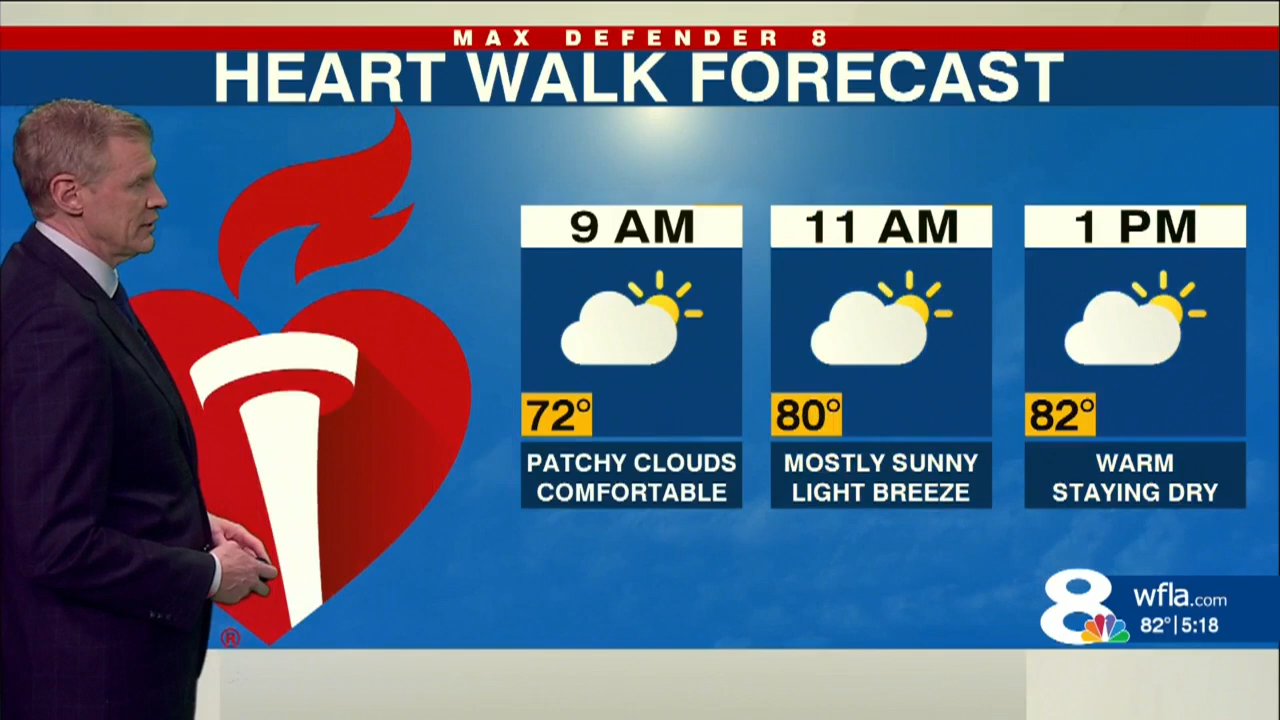 MAX DEFENDER 8
HEART WALK FORECAST
9 AM
72°
PATCHY CLOUDS
COMFORTABLE
11 AM
80°
MOSTLY SUNNY
LIGHT BREEZE
1 PM
82°
WARM
STAYING DRY
®
8
wfla.com
82° | 5:18